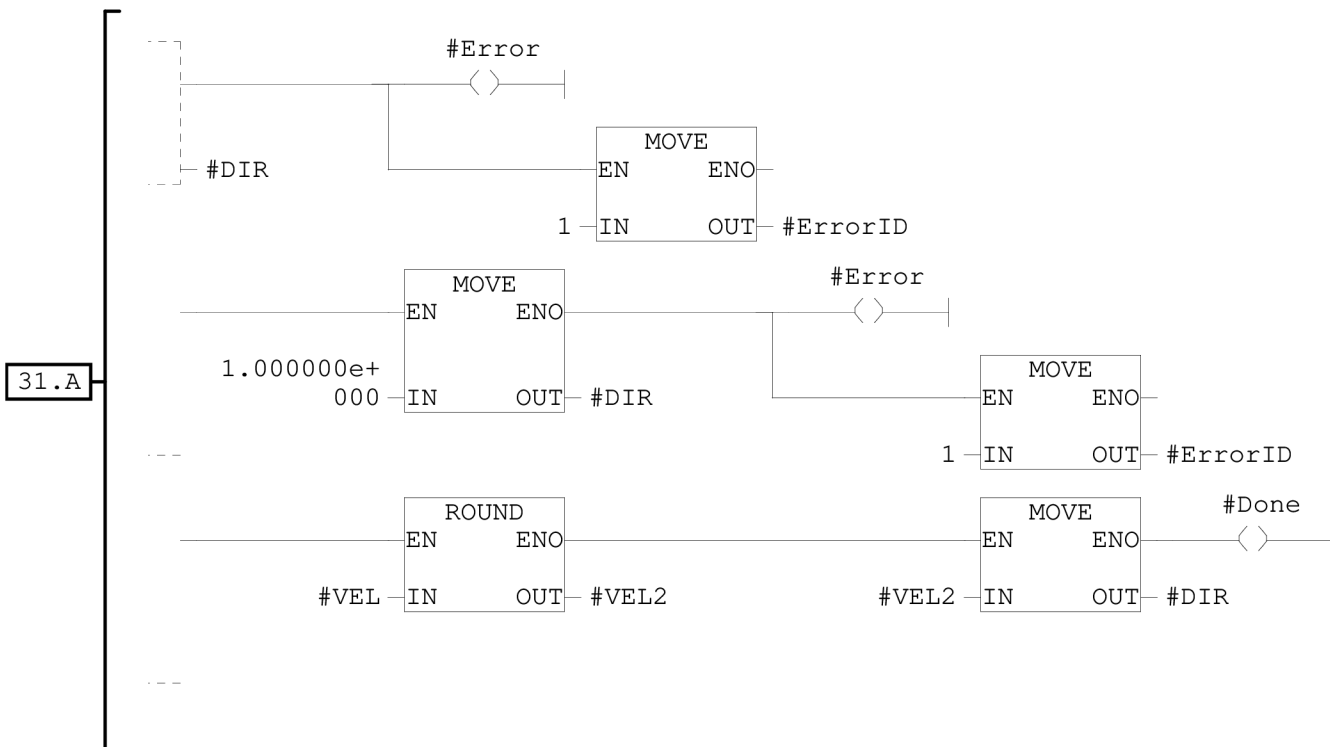 #Error
MOVE
#DIR
EN ENO
1 IN OUT #ErrorID
MOVE
#Error
EN ENO
31.A
1.000000e+
000 IN OUT #DIR
MOVE
EN ENO
1 IN OUT #ErrorID
ROUND
MOVE
#Done
EN ENO
EN ENO
#VEL IN OUT #VEL2
#VEL2 IN OUT #DIR